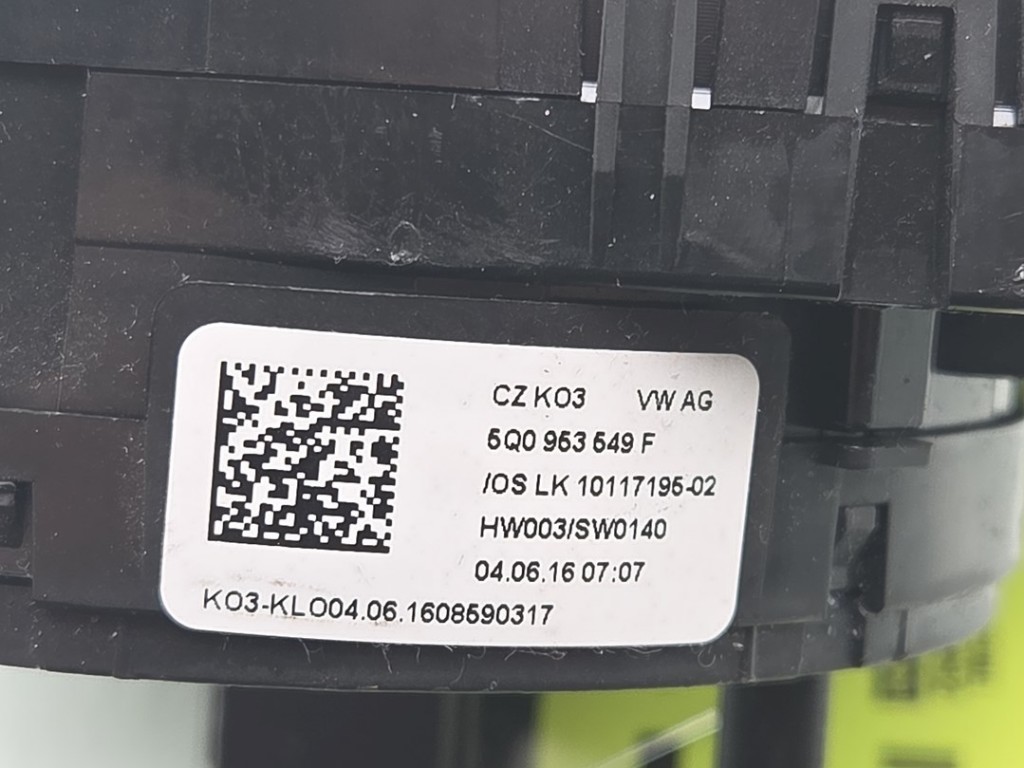 CZ KO3 VW AG
5Q0 953 549 F
/OS LK 10117195-02
HW003/SW0140
04.06.16 07:07
KO3-KLO04.06.1608590317